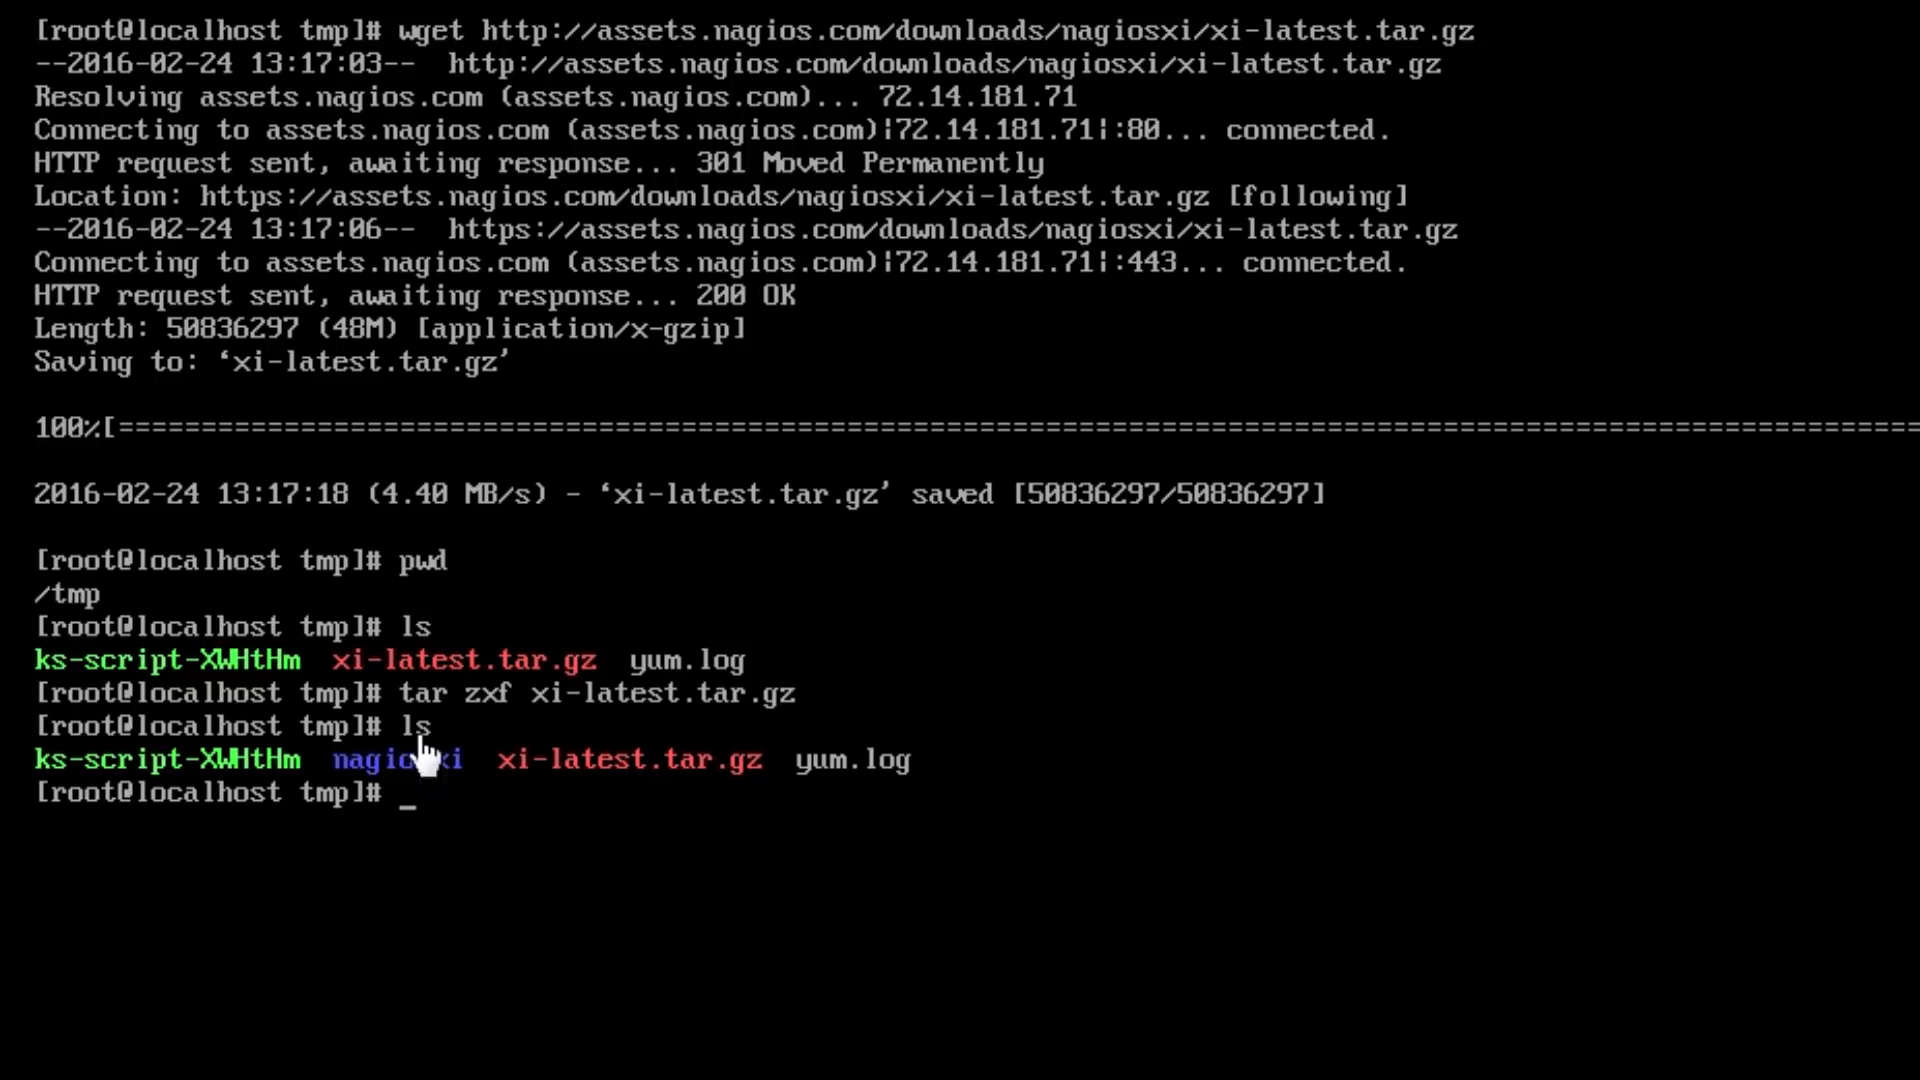 [root@localhost tmp]# wget http://assets.nagios.com/downloads/nagiosxi/xi-latest.tar.gz
--2016-02-24 13:17:03--  http://assets.nagios.com/downloads/nagiosxi/xi-latest.tar.gz
Resolving assets.nagios.com (assets.nagios.com)... 72.14.181.71
Connecting to assets.nagios.com (assets.nagios.com)|72.14.181.71|:80... connected.
HTTP request sent, awaiting response... 301 Moved Permanently
Location: https://assets.nagios.com/downloads/nagiosxi/xi-latest.tar.gz [following]
--2016-02-24 13:17:06--  https://assets.nagios.com/downloads/nagiosxi/xi-latest.tar.gz
Connecting to assets.nagios.com (assets.nagios.com)|72.14.181.71|:443... connected.
HTTP request sent, awaiting response... 200 OK
Length: 50836297 (48M) [application/x-gzip]
Saving to: ‘xi-latest.tar.gz’
100%[=============================================================================================================
2016-02-24 13:17:18 (4.40 MB/s) - ‘xi-latest.tar.gz’ saved [50836297/50836297]
[root@localhost tmp]# pwd
/tmp
[root@localhost tmp]# ls
ks-script-XWHtHm  xi-latest.tar.gz  yum.log
[root@localhost tmp]# tar zxf xi-latest.tar.gz
[root@localhost tmp]# ls
ks-script-XWHtHm  xi-latest.tar.gz  yum.log
[root@localhost tmp]# _